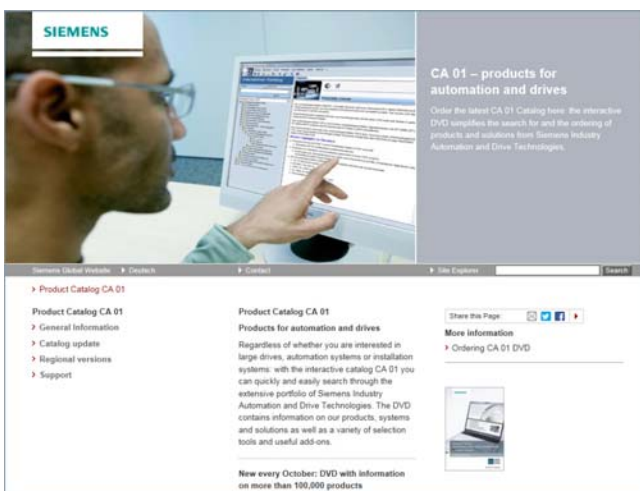 SIEMENS
CA 01 – products for
automation and drives
Order the latest CA 01 Catalog here: the interactive
DVD simplifies the search for and the ordering of
products and solutions from Siemens Industry
Automation and Drive Technologies.
Siemens Global Website Deutsch Contact Site Explorer Search
Product Catalog CA 01
Product Catalog CA 01
General Information
Catalog update
Regional versions
Support
Product Catalog CA 01
Products for automation and drives
Regardless of whether you are interested in
large drives, automation systems or installation
systems: with the interactive catalog CA 01 you
can quickly and easily search through the
extensive portfolio of Siemens Industry
Automation and Drive Technologies. The DVD
contains information on our products, systems
and solutions as well as a variety of selection
tools and useful add-ons.
New every October: DVD with information
on more than 100,000 products
Share this Page:
More information
Ordering CA 01 DVD